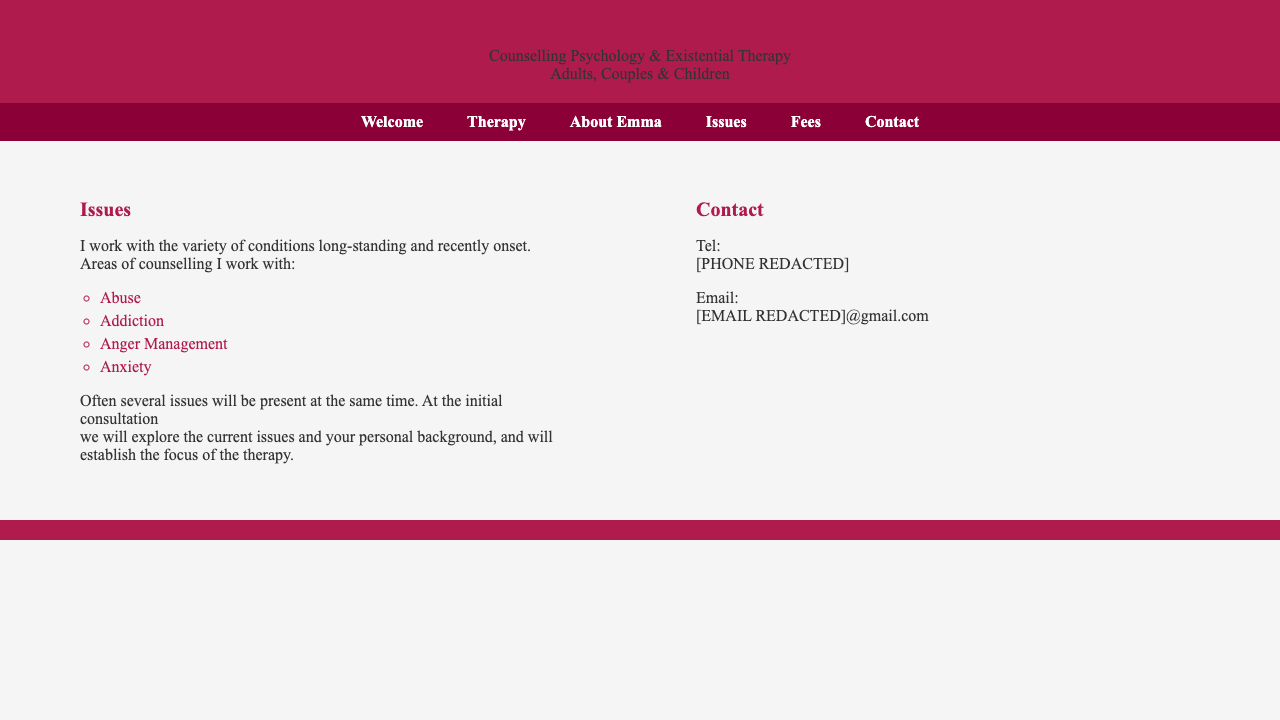 Counselling Psychology & Existential Therapy
Adults, Couples & Children
Welcome Therapy About Emma Issues Fees Contact
Issues
I work with the variety of conditions long-standing and recently onset.
Areas of counselling I work with:
Abuse
Addiction
Anger Management
Anxiety
Often several issues will be present at the same time. At the initial
consultation
we will explore the current issues and your personal background, and will
establish the focus of the therapy.
Contact
Tel:
[PHONE REDACTED]
Email:
[EMAIL REDACTED]@gmail.com